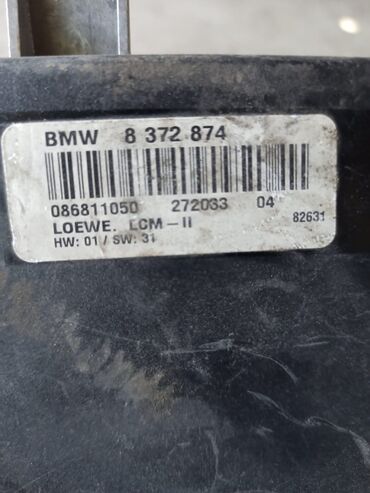 BMW 8 372 874
086811050 272033 04
82631
LOEWE. LCM-II
HW: 01 / SW: 31